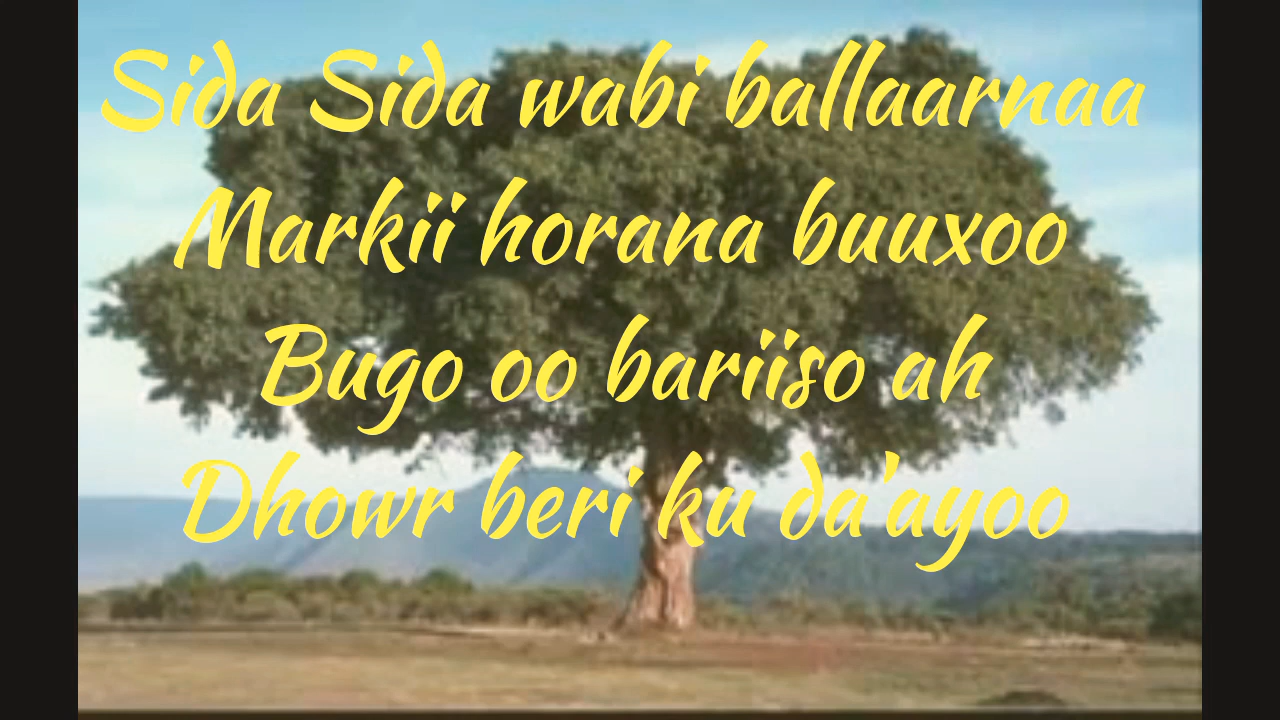 Sida Sida wabi ballaarnaa
Markii horana buuxoo
Bugo oo bariiso ah
Dhowr beri ku da'ayoo